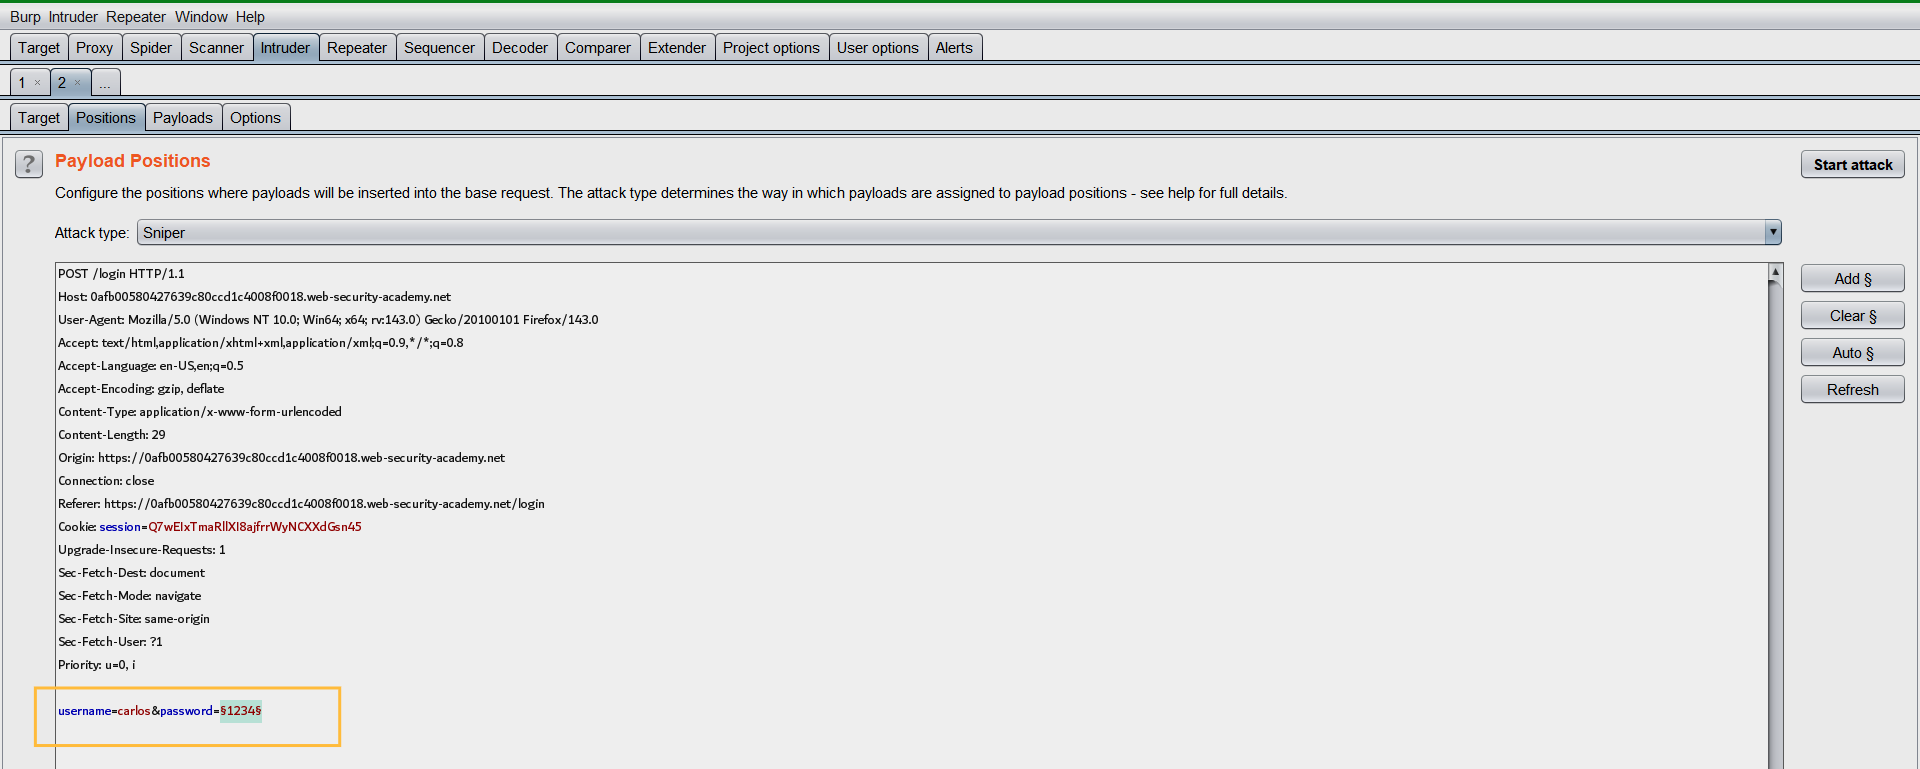 Burp Intruder Repeater Window Help
Target Proxy Spider Scanner Intruder Repeater Sequencer Decoder Comparer Extender Project options User options Alerts
1 × 2 × ...
Target Positions Payloads Options
? Payload Positions
Start attack
Configure the positions where payloads will be inserted into the base request. The attack type determines the way in which payloads are assigned to payload positions - see help for full details.
Attack type: Sniper
POST /login HTTP/1.1
Host: 0afb00580427639c80ccd1c4008f0018.web-security-academy.net
User-Agent: Mozilla/5.0 (Windows NT 10.0; Win64; x64; rv:143.0) Gecko/20100101 Firefox/143.0
Accept: text/html,application/xhtml+xml,application/xml;q=0.9,*/*;q=0.8
Accept-Language: en-US,en;q=0.5
Accept-Encoding: gzip, deflate
Content-Type: application/x-www-form-urlencoded
Content-Length: 29
Origin: https://0afb00580427639c80ccd1c4008f0018.web-security-academy.net
Connection: close
Referer: https://0afb00580427639c80ccd1c4008f0018.web-security-academy.net/login
Cookie: session=Q7wEIxTmaRllXI8ajfrrWyNCXXdGsn45
Upgrade-Insecure-Requests: 1
Sec-Fetch-Dest: document
Sec-Fetch-Mode: navigate
Sec-Fetch-Site: same-origin
Sec-Fetch-User: ?1
Priority: u=0, i
username=carlos&password=§1234§
Add §
Clear §
Auto §
Refresh